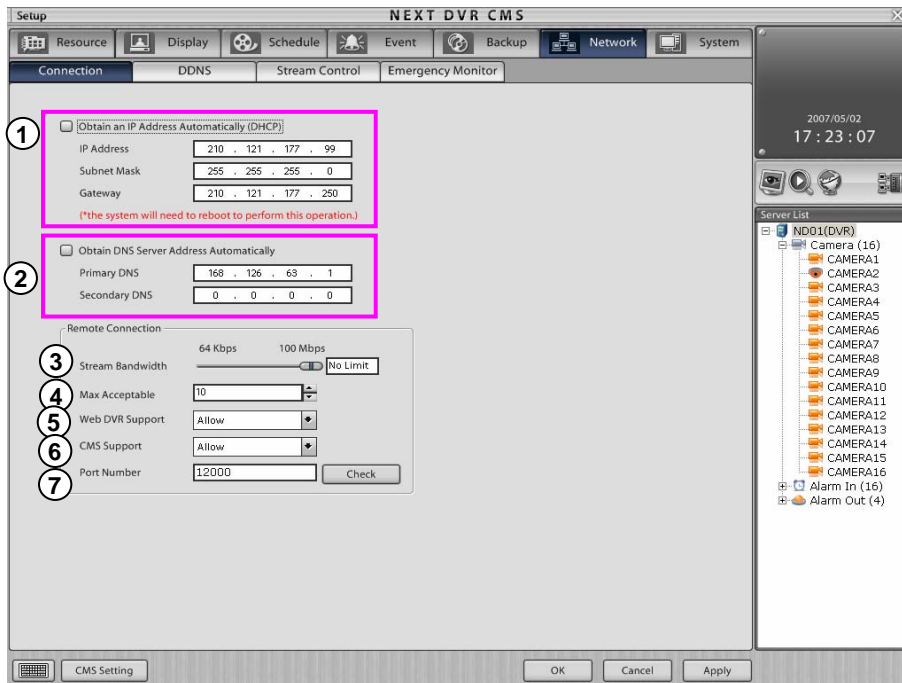 Setup NEXT DVR CMS
Resource Display Schedule Event Backup Network System
Connection DDNS Stream Control Emergency Monitor
1 Obtain an IP Address Automatically (DHCP)
IP Address 210 . 121 . 177 . 99
Subnet Mask 255 . 255 . 255 . 0
Gateway 210 . 121 . 177 . 250
(*the system will need to reboot to perform this operation.)
2 Obtain DNS Server Address Automatically
Primary DNS 168 . 126 . 63 . 1
Secondary DNS 0 . 0 . 0 . 0
Remote Connection
64 Kbps 100 Mbps
3 Stream Bandwidth No Limit
4 Max Acceptable 10
5 Web DVR Support Allow
6 CMS Support Allow
7 Port Number 12000 Check
CMS Setting OK Cancel Apply
2007/05/02
17 : 23 : 07
Server List
ND01(DVR)
Camera (16)
CAMERA1
CAMERA2
CAMERA3
CAMERA4
CAMERA5
CAMERA6
CAMERA7
CAMERA8
CAMERA9
CAMERA10
CAMERA11
CAMERA12
CAMERA13
CAMERA14
CAMERA15
CAMERA16
Alarm In (16)
Alarm Out (4)